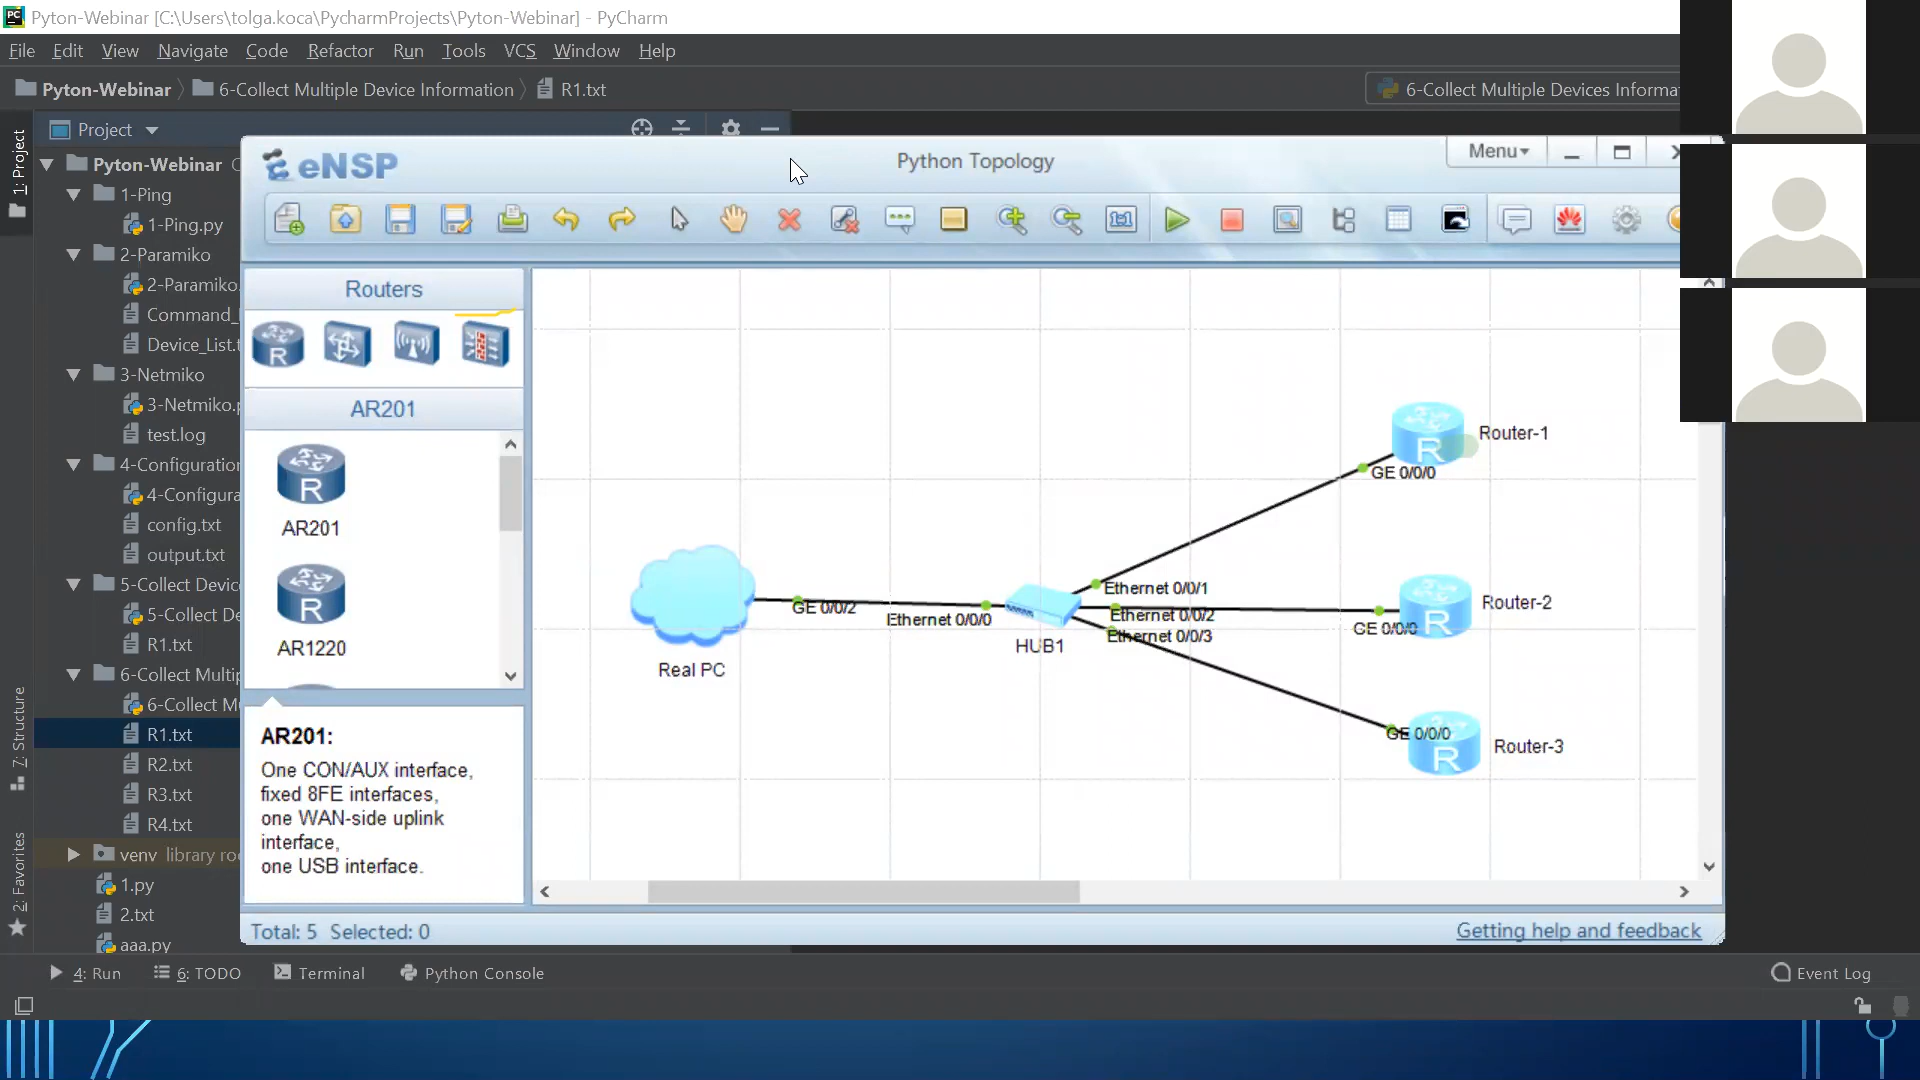 Pyton-Webinar [C:\Users\tolga.koca\PycharmProjects\Pyton-Webinar] - PyCharm
File Edit View Navigate Code Refactor Run Tools VCS Window Help
Pyton-Webinar 6-Collect Multiple Device Information R1.txt
6-Collect Multiple Devices Informa
Project
1: Project
7: Structure
2: Favorites
Pyton-Webinar
1-Ping
1-Ping.py
2-Paramiko
2-Paramiko.
Command_
Device_List.t
3-Netmiko
3-Netmiko.p
test.log
4-Configuration
4-Configura
config.txt
output.txt
5-Collect Device
5-Collect De
R1.txt
6-Collect Multip
6-Collect Mu
R1.txt
R2.txt
R3.txt
R4.txt
venv library roo
1.py
2.txt
aaa.py
eNSP
Python Topology
Menu
1:1
Routers
R
AR201
R
AR201
R
AR1220
AR201:
One CON/AUX interface,
fixed 8FE interfaces,
one WAN-side uplink
interface,
one USB interface.
R
Router-1
GE 0/0/0
Ethernet 0/0/1
GE 0/0/2
Ethernet 0/0/0
Ethernet 0/0/2
Ethernet 0/0/3
HUB1
Real PC
R
Router-2
GE 0/0/0
GE 0/0/0
R
Router-3
Total: 5 Selected: 0
Getting help and feedback
4: Run
6: TODO
Terminal
Python Console
Event Log